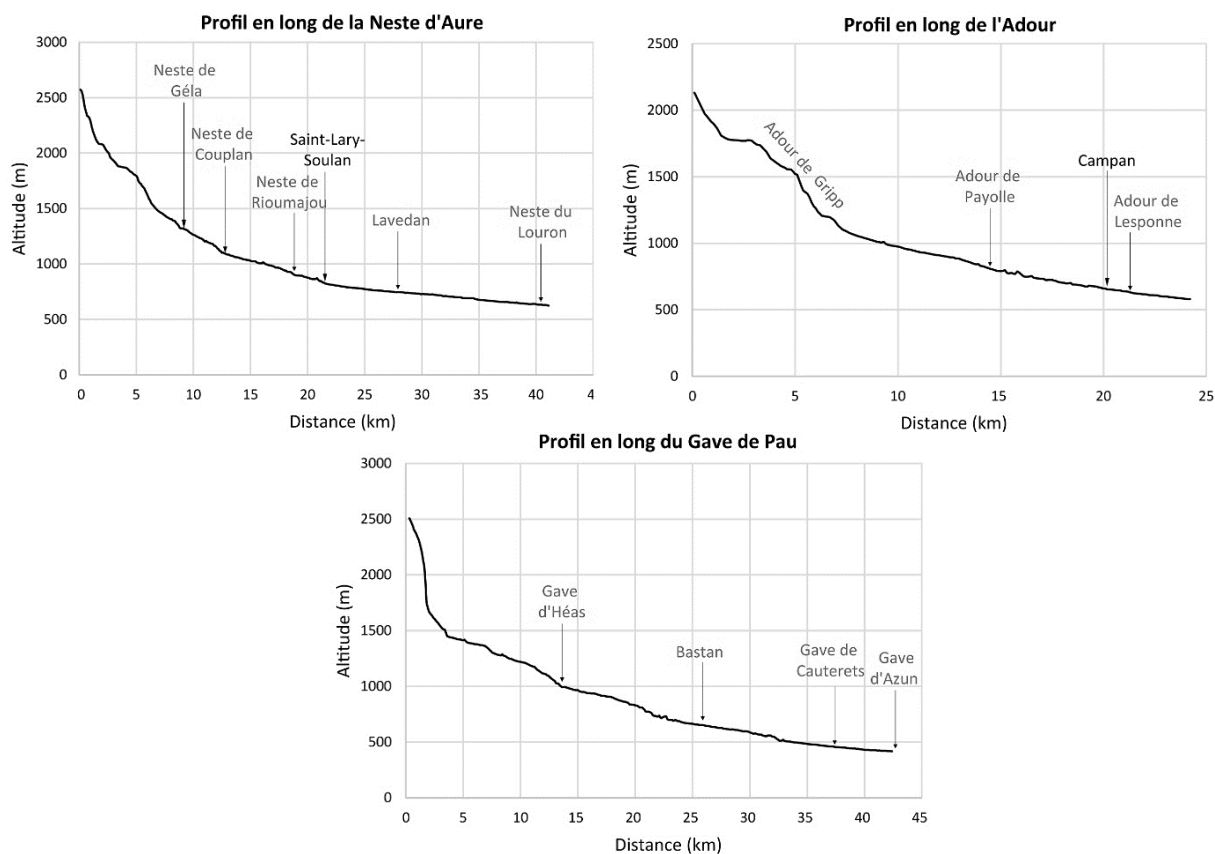 Profil en long de la Neste d'Aure
3000
2500
2000
1500
1000
500
0
Altitude (m)
Neste de
Géla
Neste de
Couplan
Neste de
Rioumajou
Saint-Lary-
Soulan
Lavedan
Neste du
Louron
0 5 10 15 20 25 30 35 40 4
Distance (km)
Profil en long de l'Adour
2500
2000
1500
1000
500
0
Altitude (m)
Adour de Gripp
Adour de
Payolle
Campan
Adour de
Lesponne
0 5 10 15 20 25
Distance (km)
Profil en long du Gave de Pau
3000
2500
2000
1500
1000
500
0
Altitude (m)
Gave
d'Héas
Bastan
Gave de
Cauterets
Gave
d'Azun
0 5 10 15 20 25 30 35 40 45
Distance (km)